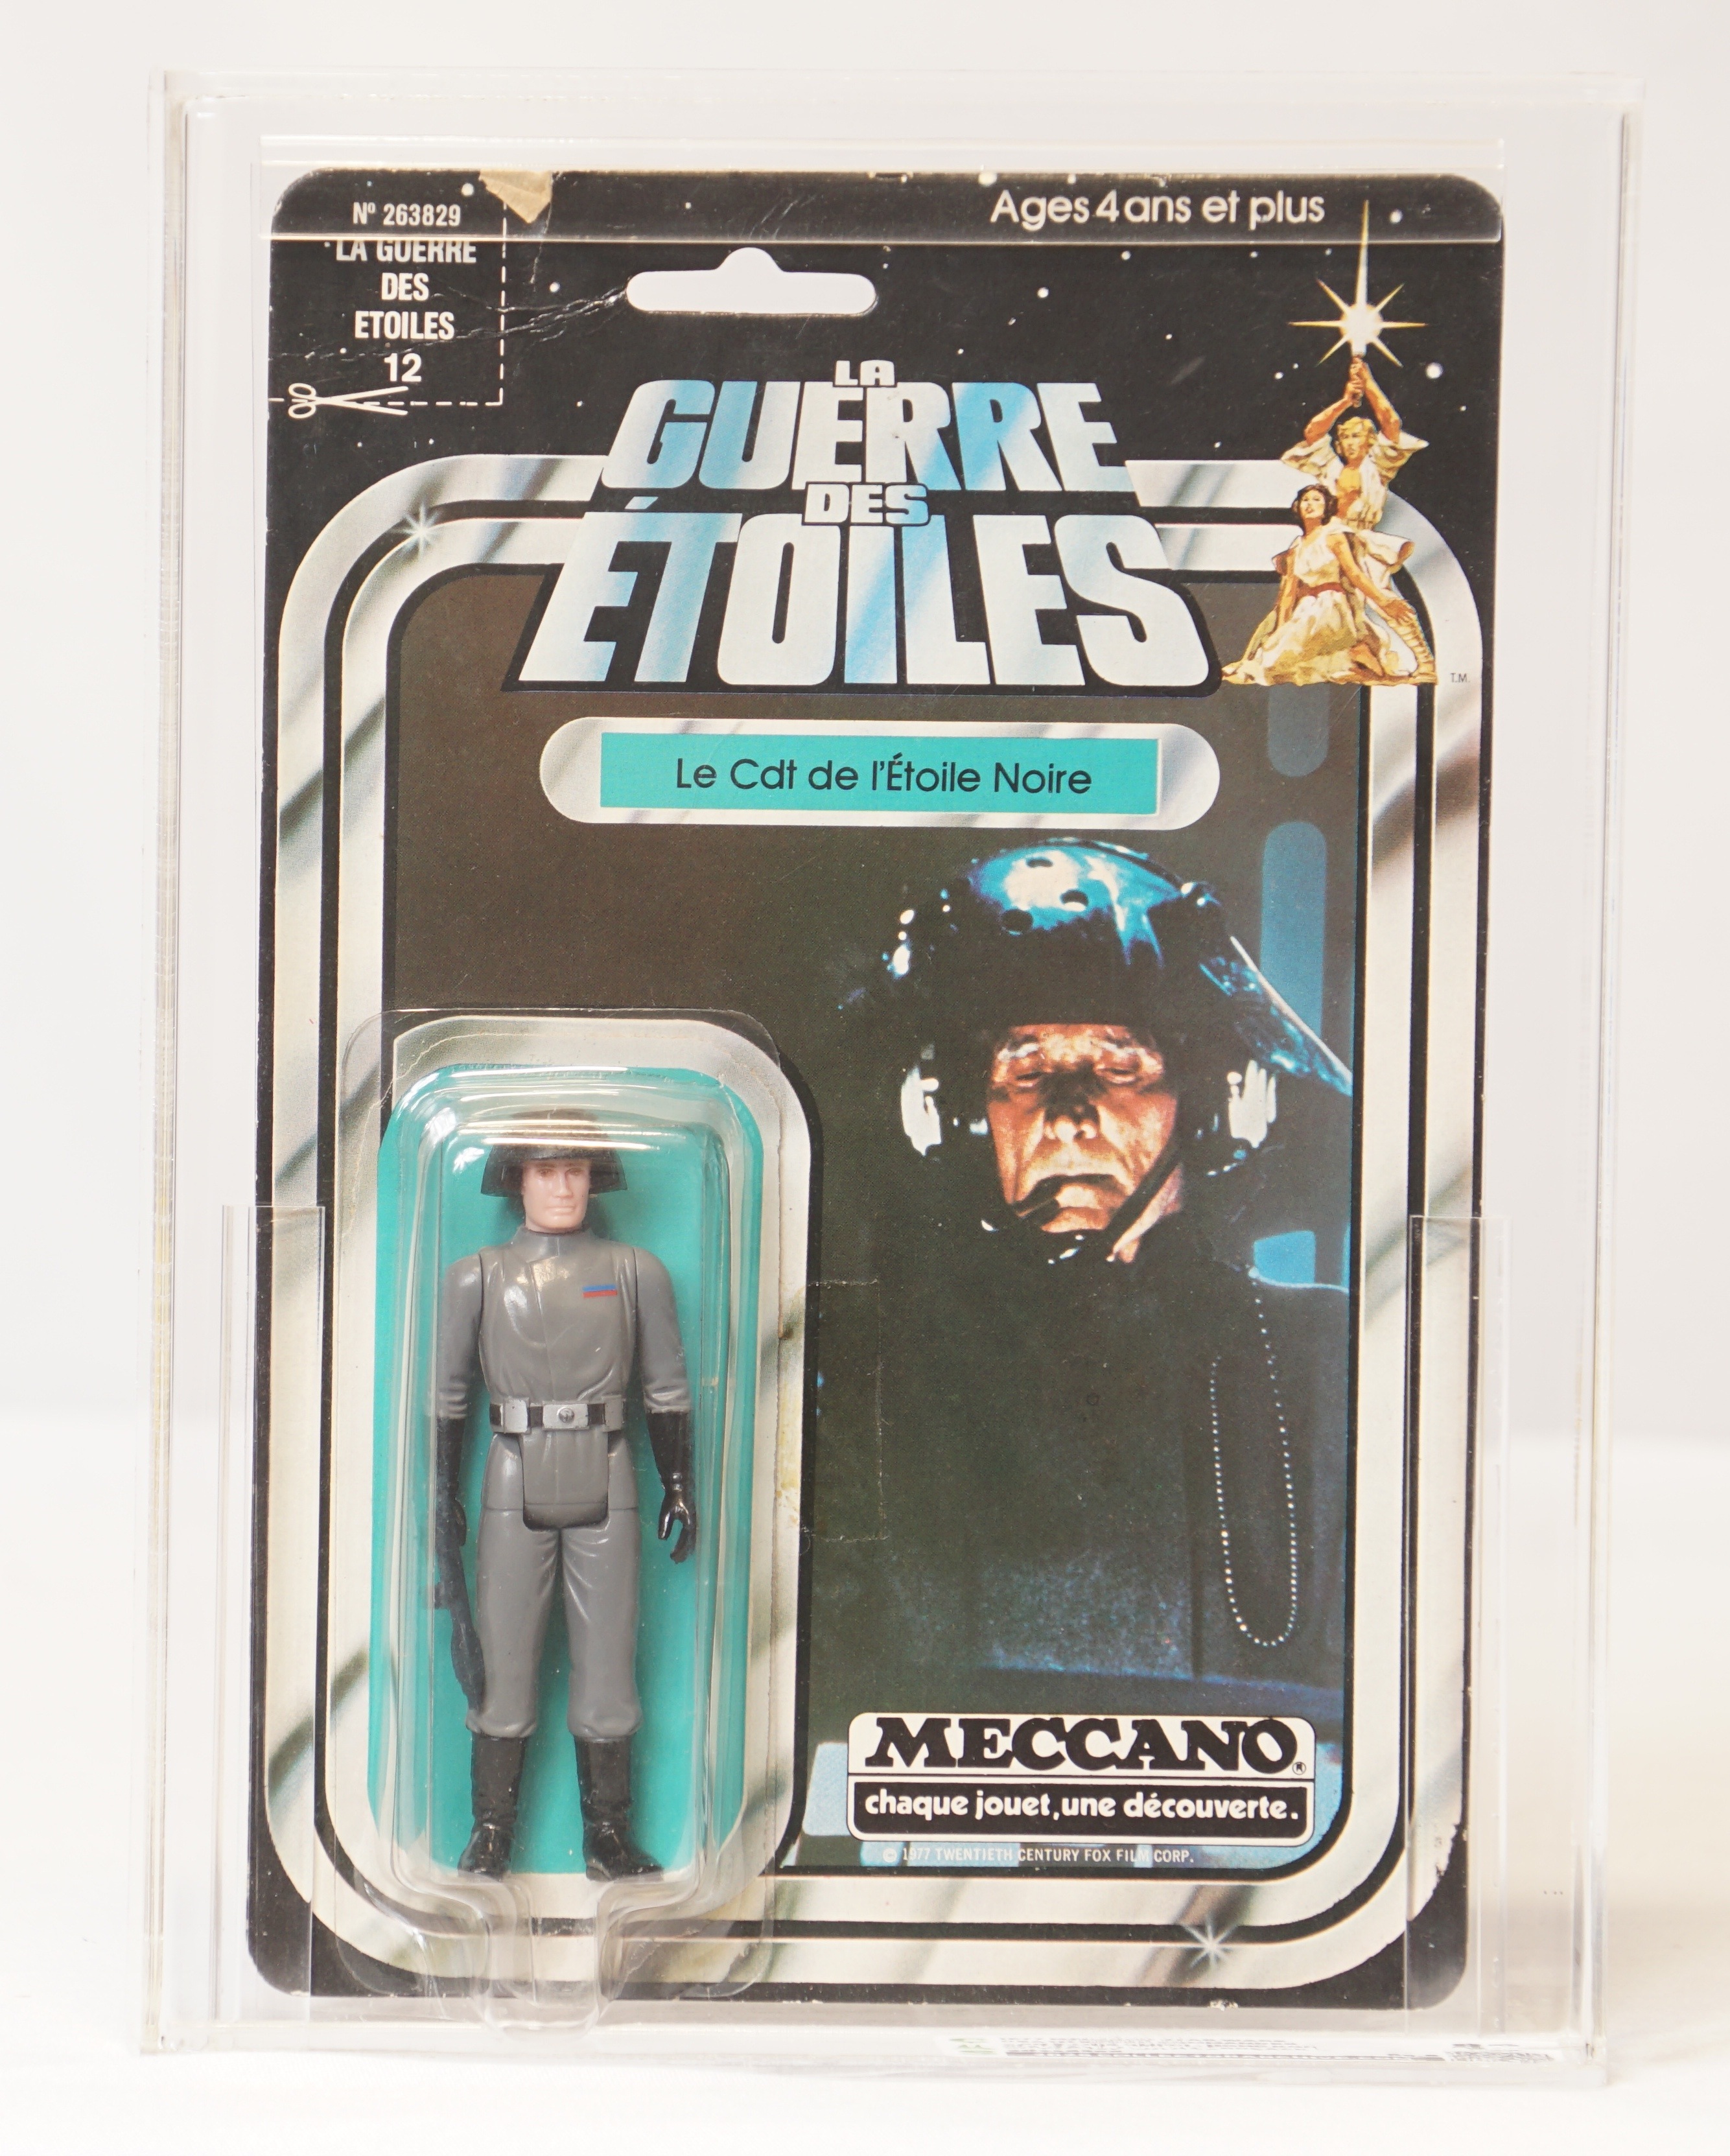 Nº 263829
LA GUERRE
DES
ETOILES
12
Ages 4 ans et plus
LA
GUERRE
DES
ÉTOILES
T.M.
Le Cdt de l'Étoile Noire
MECCANO®
chaque jouet, une découverte.
© 1977 TWENTIETH CENTURY FOX FILM CORP.